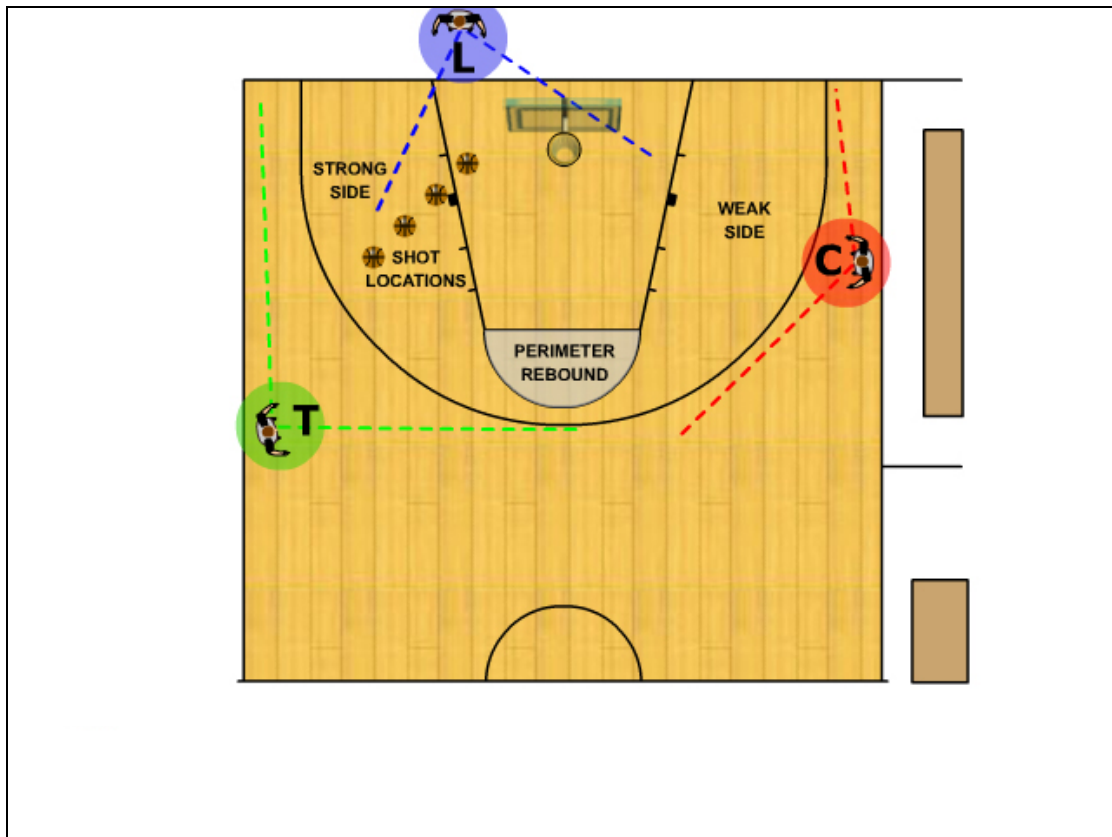 L
STRONG
SIDE
WEAK
SIDE
C
SHOT
LOCATIONS
PERIMETER
REBOUND
T